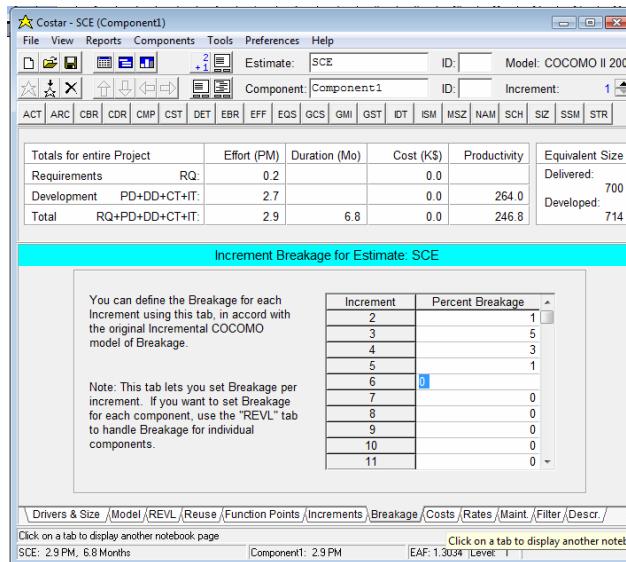 Costar - SCE (Component1)
File View Reports Components Tools Preferences Help
2
+1
Estimate: SCE ID: Model: COCOMO II 200
Component: Component1 ID: Increment: 1
ACT ARC CBR CDR CMP CST DET EBR EFF EQS GCS GMI GST IDT ISM MSZ NAM SCH SIZ SSM STR
Totals for entire Project Effort (PM) Duration (Mo) Cost (K$) Productivity Equivalent Size
Requirements RQ: 0.2 0.0 Delivered:
700
Development PD+DD+CT+IT: 2.7 0.0 264.0 Developed:
Total RQ+PD+DD+CT+IT: 2.9 6.8 0.0 246.8 714
Increment Breakage for Estimate: SCE
You can define the Breakage for each
Increment using this tab, in accord with
the original Incremental COCOMO
model of Breakage.
Note: This tab lets you set Breakage per
increment. If you want to set Breakage
for each component, use the "REVL" tab
to handle Breakage for individual
components.
Increment Percent Breakage
2 1
3 5
4 3
5 1
6 0
7 0
8 0
9 0
10 0
11 0
Drivers & Size Model REVL Reuse Function Points Increments Breakage Costs Rates Maint. Filter Descr.
Click on a tab to display another notebook page
Click on a tab to display another noteb
SCE: 2.9 PM, 6.8 Months Component1: 2.9 PM EAF: 1.3034 Level: 1